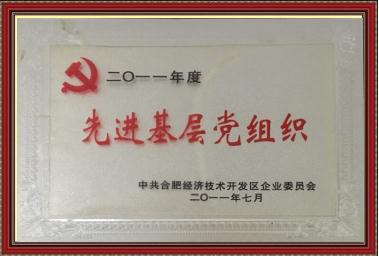 二〇一一年度
先进基层党组织
中共合肥经济技术开发区企业委员会
二〇一一年七月